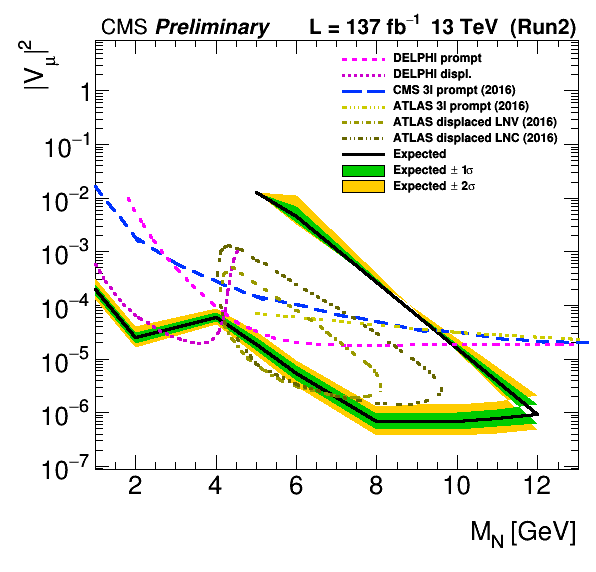 CMS Preliminary L = 137 fb⁻¹ 13 TeV (Run2)
|V_μ|²
DELPHI prompt
DELPHI displ.
CMS 3l prompt (2016)
ATLAS 3l prompt (2016)
ATLAS displaced LNV (2016)
ATLAS displaced LNC (2016)
Expected
Expected ± 1σ
Expected ± 2σ
1
10⁻¹
10⁻²
10⁻³
10⁻⁴
10⁻⁵
10⁻⁶
10⁻⁷
2 4 6 8 10 12
M_N [GeV]